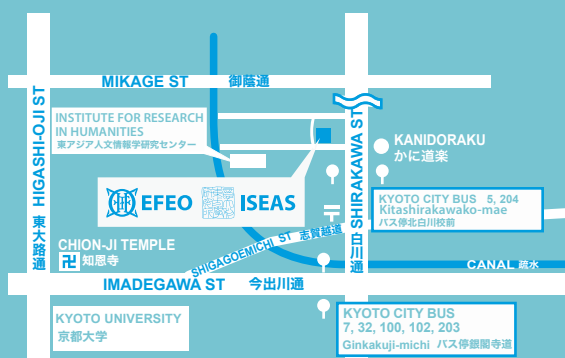 MIKAGE ST 御蔭通
HIGASHI-OJI ST 東大路通
INSTITUTE FOR RESEARCH
IN HUMANITIES
東アジア人文情報学研究センター
SHIRAKAWA ST 白川通
KANIDORAKU
かに道楽
EFEO ISEAS
KYOTO CITY BUS 5, 204
Kitashirakawako-mae
バス停北白川校前
〒
SHIGAGOEMICHI ST 志賀越道
CHION-JI TEMPLE
卍 知恩寺
CANAL 疏水
IMADEGAWA ST 今出川通
KYOTO UNIVERSITY
京都大学
KYOTO CITY BUS
7, 32, 100, 102, 203
Ginkakuji-michi バス停銀閣寺道